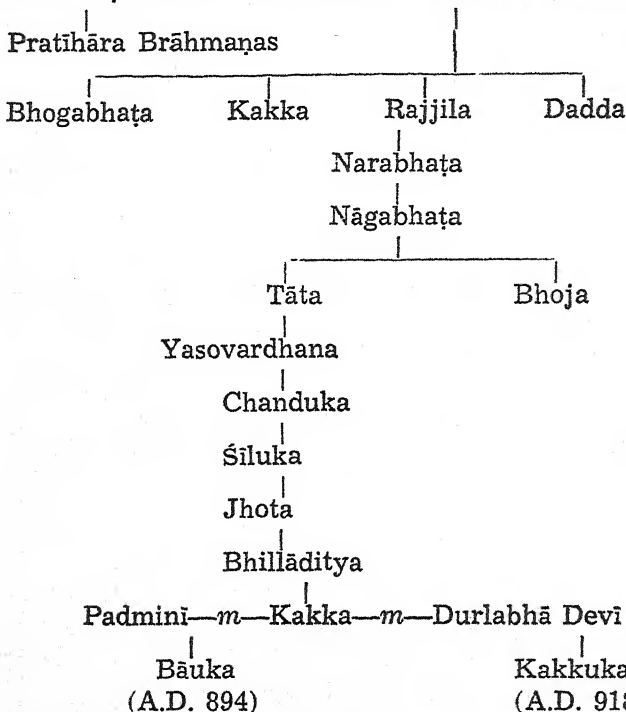 Pratīhāra Brāhmaṇas
Bhogabhaṭa Kakka Rajjila Dadda
Narabhaṭa
Nāgabhaṭa
Tāta Bhoja
Yasovardhana
Chanduka
Śīluka
Jhota
Bhillāditya
Padminī—m—Kakka—m—Durlabhā Devī
Bāuka Kakkuka
(A.D. 894) (A.D. 918